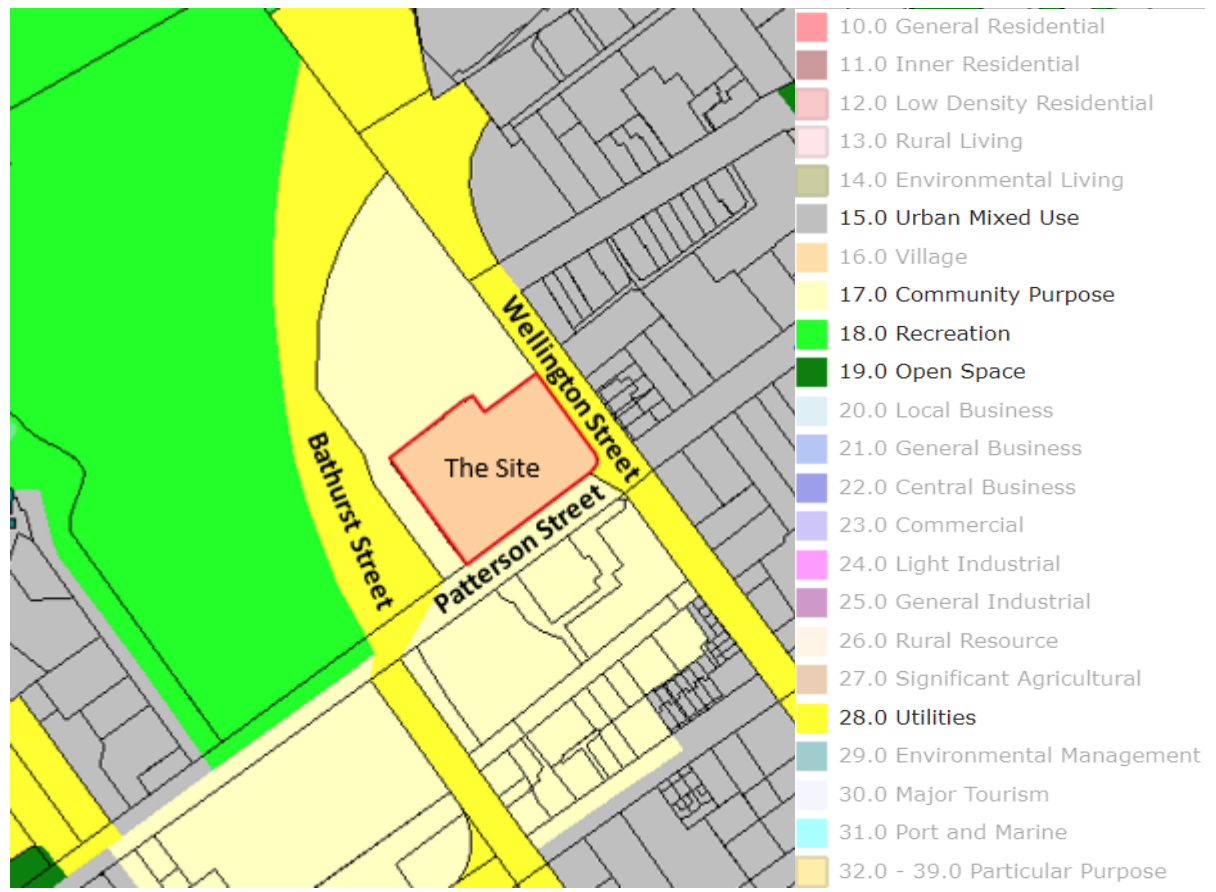 Wellington Street
The Site
Bathurst Street
Patterson Street
10.0 General Residential
11.0 Inner Residential
12.0 Low Density Residential
13.0 Rural Living
14.0 Environmental Living
15.0 Urban Mixed Use
16.0 Village
17.0 Community Purpose
18.0 Recreation
19.0 Open Space
20.0 Local Business
21.0 General Business
22.0 Central Business
23.0 Commercial
24.0 Light Industrial
25.0 General Industrial
26.0 Rural Resource
27.0 Significant Agricultural
28.0 Utilities
29.0 Environmental Management
30.0 Major Tourism
31.0 Port and Marine
32.0 - 39.0 Particular Purpose